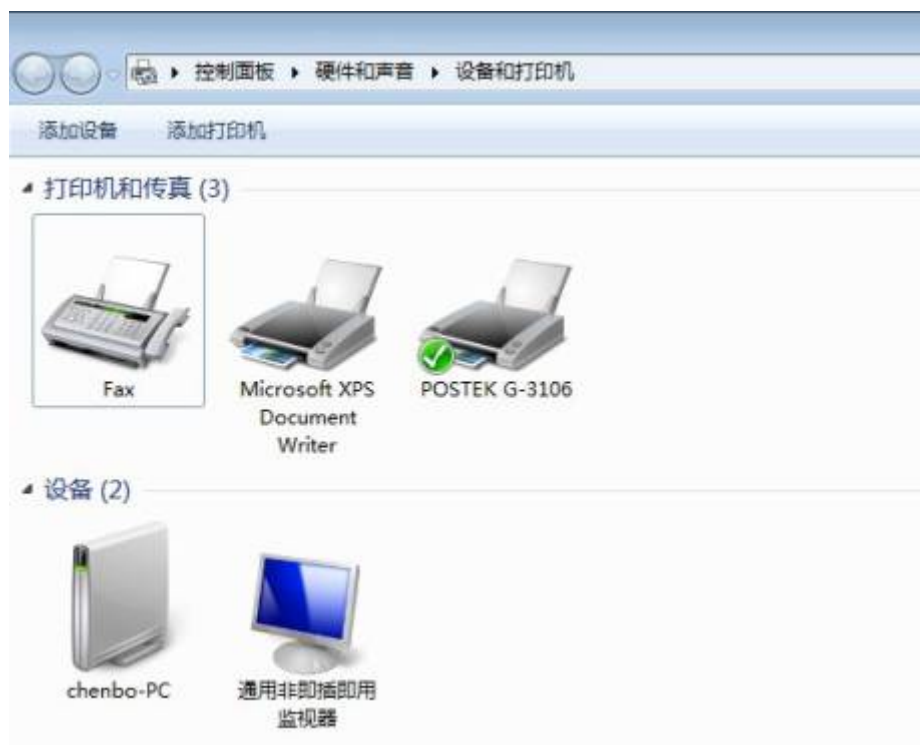 控制面板 ▸ 硬件和声音 ▸ 设备和打印机
添加设备 添加打印机
打印机和传真 (3)
Fax
Microsoft XPS
Document
Writer
POSTEK G-3106
设备 (2)
chenbo-PC
通用非即插即用
监视器